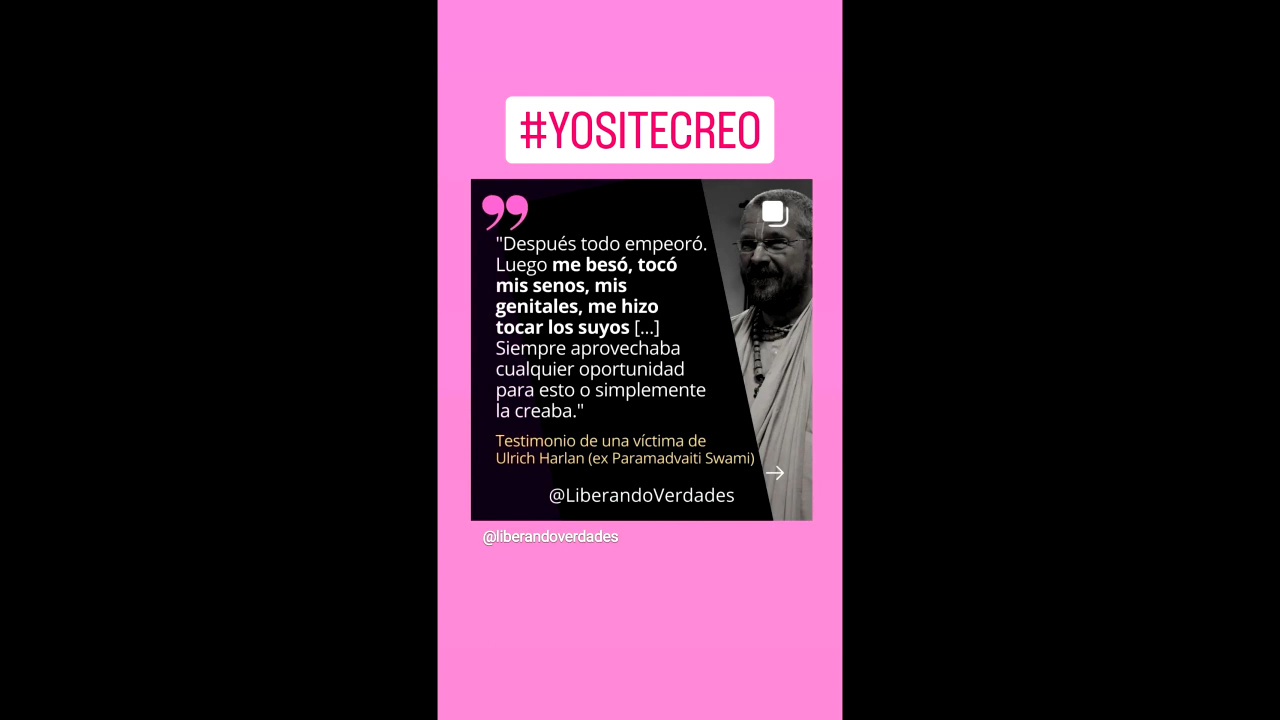 #YOSITECREO
"Después todo empeoró.
Luego me besó, tocó
mis senos, mis
genitales, me hizo
tocar los suyos [...]
Siempre aprovechaba
cualquier oportunidad
para esto o simplemente
la creaba."
Testimonio de una víctima de
Ulrich Harlan (ex Paramadvaiti Swami)
@LiberandoVerdades
@liberandoverdades